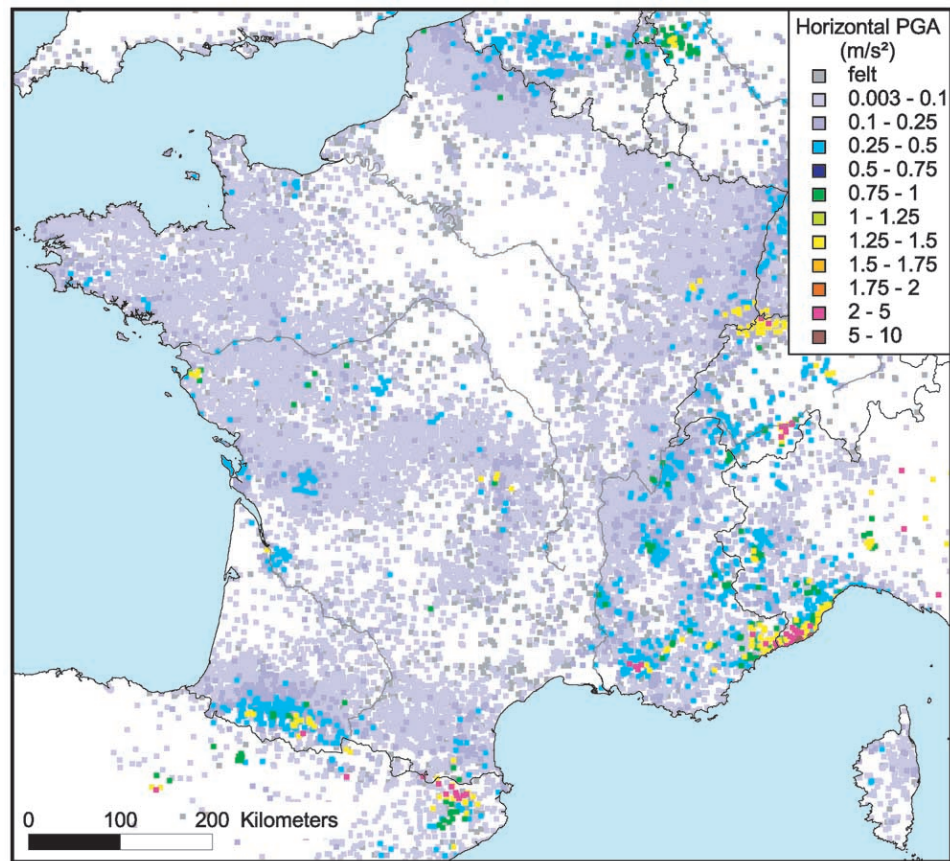 Horizontal PGA
(m/s²)
felt
0.003 - 0.1
0.1 - 0.25
0.25 - 0.5
0.5 - 0.75
0.75 - 1
1 - 1.25
1.25 - 1.5
1.5 - 1.75
1.75 - 2
2 - 5
5 - 10
0 100 200 Kilometers